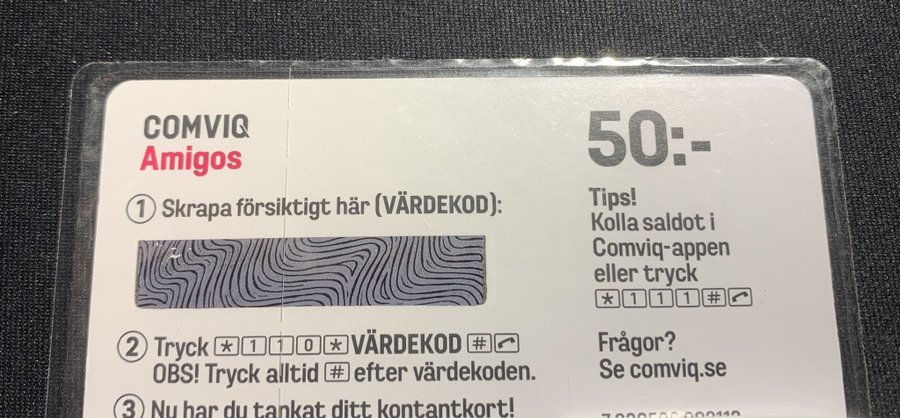 COMVIQ
Amigos
① Skrapa försiktigt här (VÄRDEKOD):
② Tryck *110*VÄRDEKOD #
OBS! Tryck alltid # efter värdekoden.
③ Nu har du tankat ditt kontantkort!
50:-
Tips!
Kolla saldot i
Comviq-appen
eller tryck
*111#
Frågor?
Se comviq.se